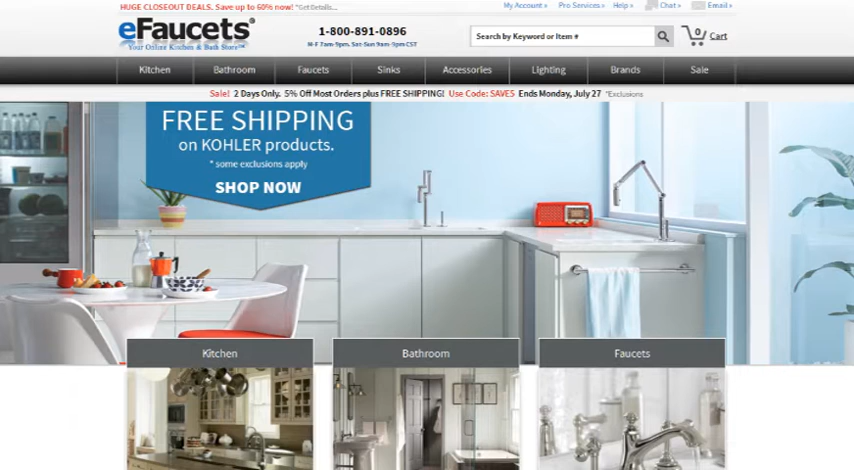 HUGE CLOSEOUT DEALS. Save up to 60% now! *Get Details...
My Account » Pro Services » Help » Chat » Email »
eFaucets®
Your Online Kitchen & Bath Store™
1-800-891-0896
M-F 7am-9pm. Sat-Sun 9am-9pm CST
Search by Keyword or Item #
0 Cart
Kitchen Bathroom Faucets Sinks Accessories Lighting Brands Sale
Sale! 2 Days Only. 5% Off Most Orders plus FREE SHIPPING! Use Code: SAVE5 Ends Monday, July 27 *Exclusions
FREE SHIPPING
on KOHLER products.
* some exclusions apply
SHOP NOW
Kitchen Bathroom Faucets